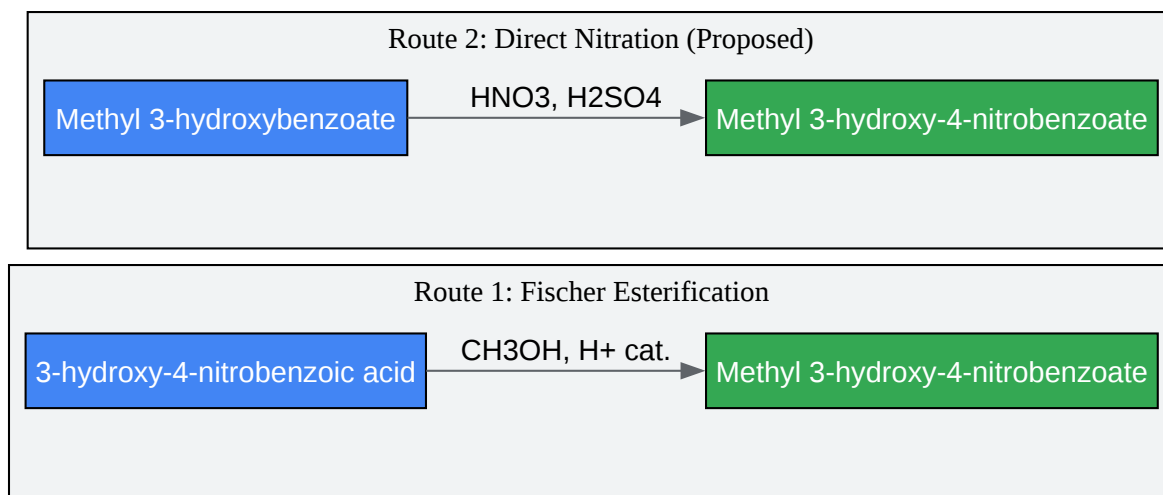 Route 2: Direct Nitration (Proposed)
Methyl 3-hydroxybenzoate
HNO3, H2SO4
Methyl 3-hydroxy-4-nitrobenzoate
Route 1: Fischer Esterification
3-hydroxy-4-nitrobenzoic acid
CH3OH, H+ cat.
Methyl 3-hydroxy-4-nitrobenzoate